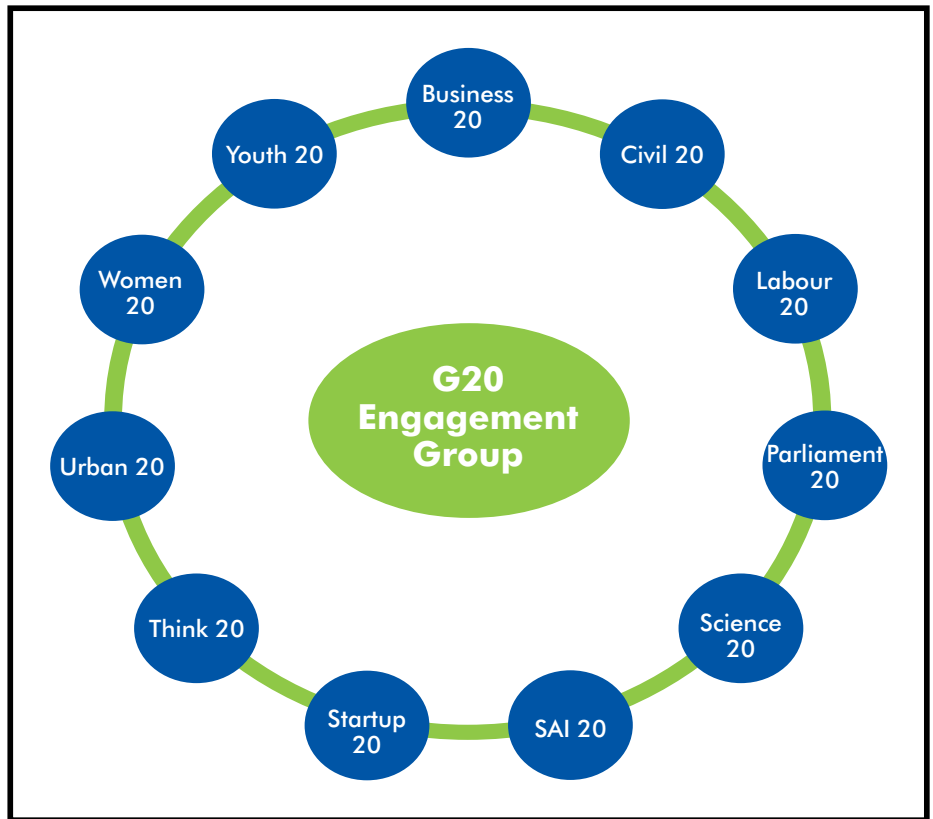 Business
20
Civil 20
Labour
20
Parliament
20
Science
20
SAI 20
Startup
20
Think 20
Urban 20
Women
20
Youth 20
G20
Engagement
Group